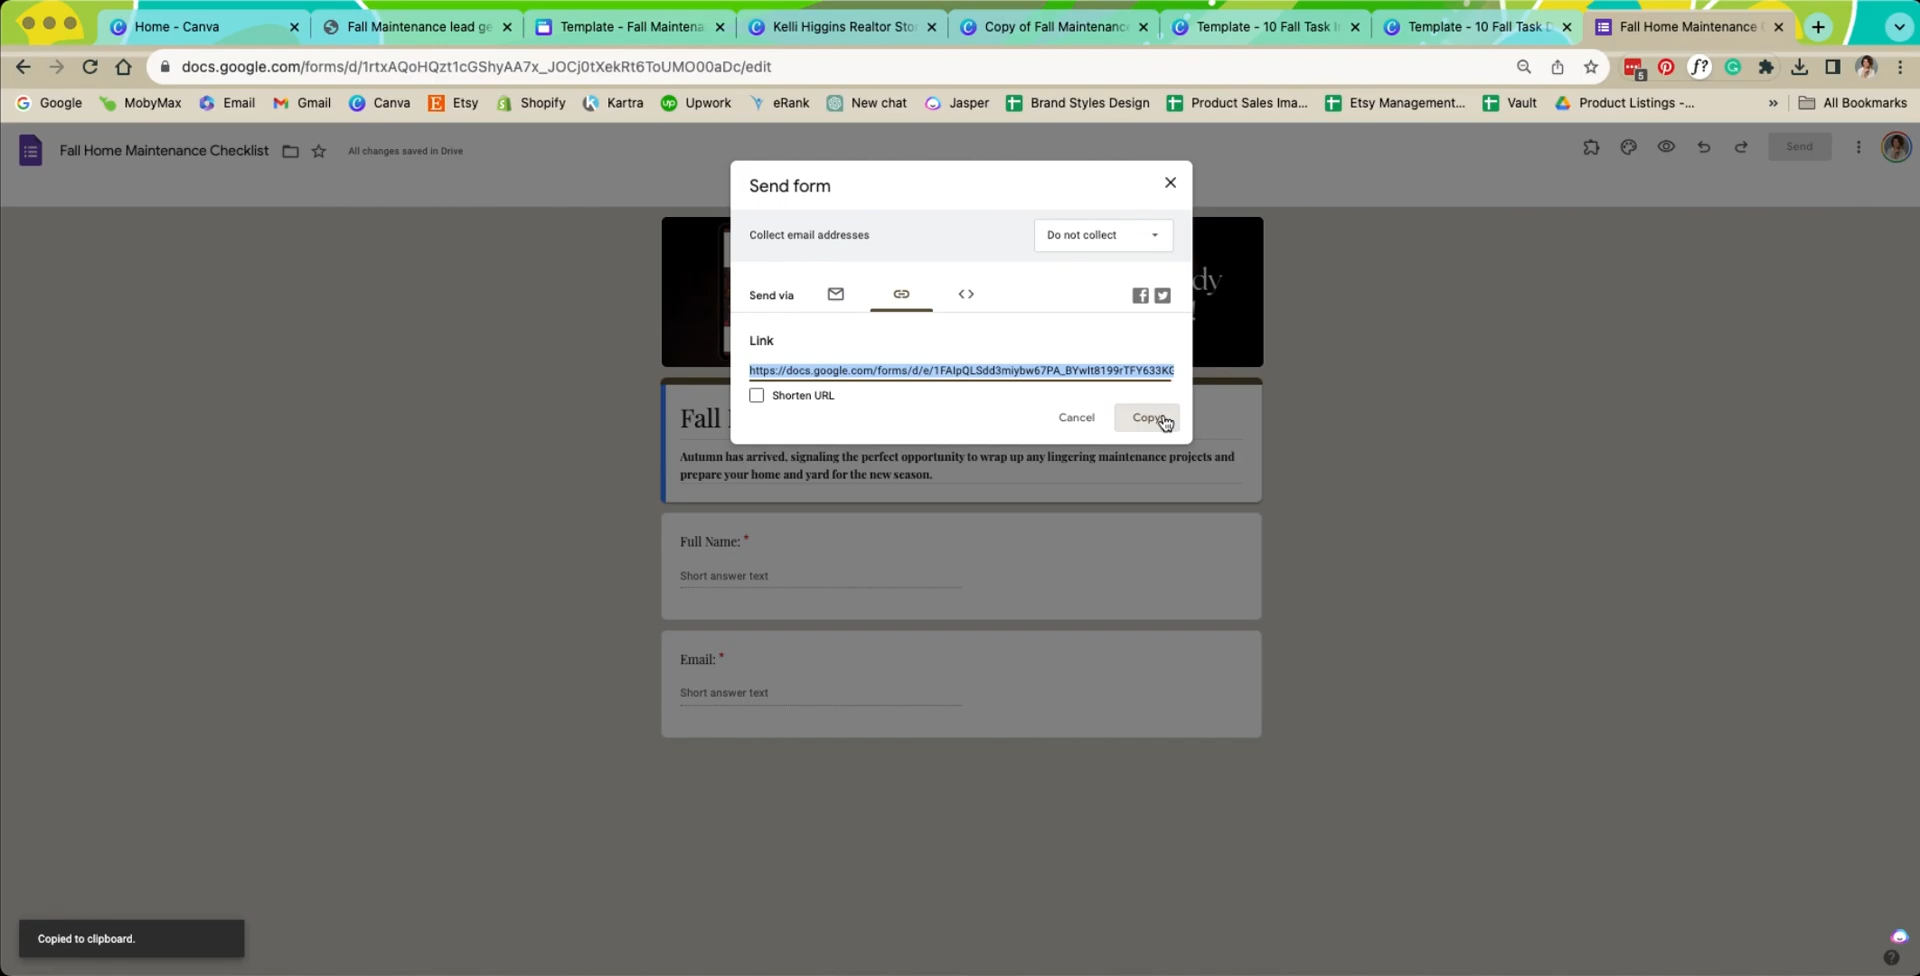 Home - Canva
Fall Maintenance lead ge
Template - Fall Maintena
Kelli Higgins Realtor Sto
Copy of Fall Maintenance
Template - 10 Fall Task I
Template - 10 Fall Task D
Fall Home Maintenance C
docs.google.com/forms/d/1rtxAQoHQzt1cGShyAA7x_JOCj0tXekRt6ToUMO00aDc/edit
f?
5
Google
MobyMax
Email
Gmail
Canva
Etsy
Shopify
Kartra
Upwork
eRank
New chat
Jasper
Brand Styles Design
Product Sales Ima...
Etsy Management...
Vault
Product Listings -...
»
All Bookmarks
Fall Home Maintenance Checklist
All changes saved in Drive
Send
Send form
Collect email addresses
Do not collect
Send via
Link
https://docs.google.com/forms/d/e/1FAIpQLSdd3miybw67PA_BYwIt8199rTFY633KG
Shorten URL
Cancel
Copy
dy
!
Fall
Autumn has arrived, signaling the perfect opportunity to wrap up any lingering maintenance projects and
prepare your home and yard for the new season.
Full Name: *
Short answer text
Email: *
Short answer text
Copied to clipboard.